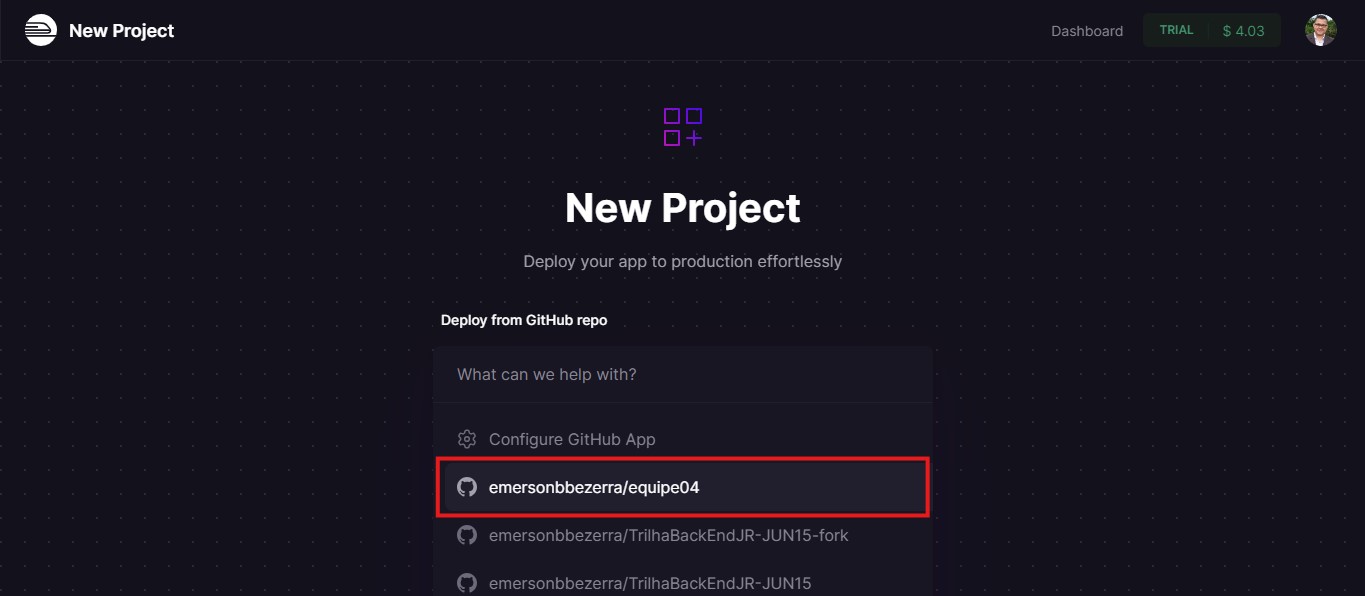 New Project
Dashboard
TRIAL
$ 4.03
New Project
Deploy your app to production effortlessly
Deploy from GitHub repo
What can we help with?
Configure GitHub App
emersonbbezerra/equipe04
emersonbbezerra/TrilhaBackEndJR-JUN15-fork
emersonbbezerra/TrilhaBackEndJR-JUN15